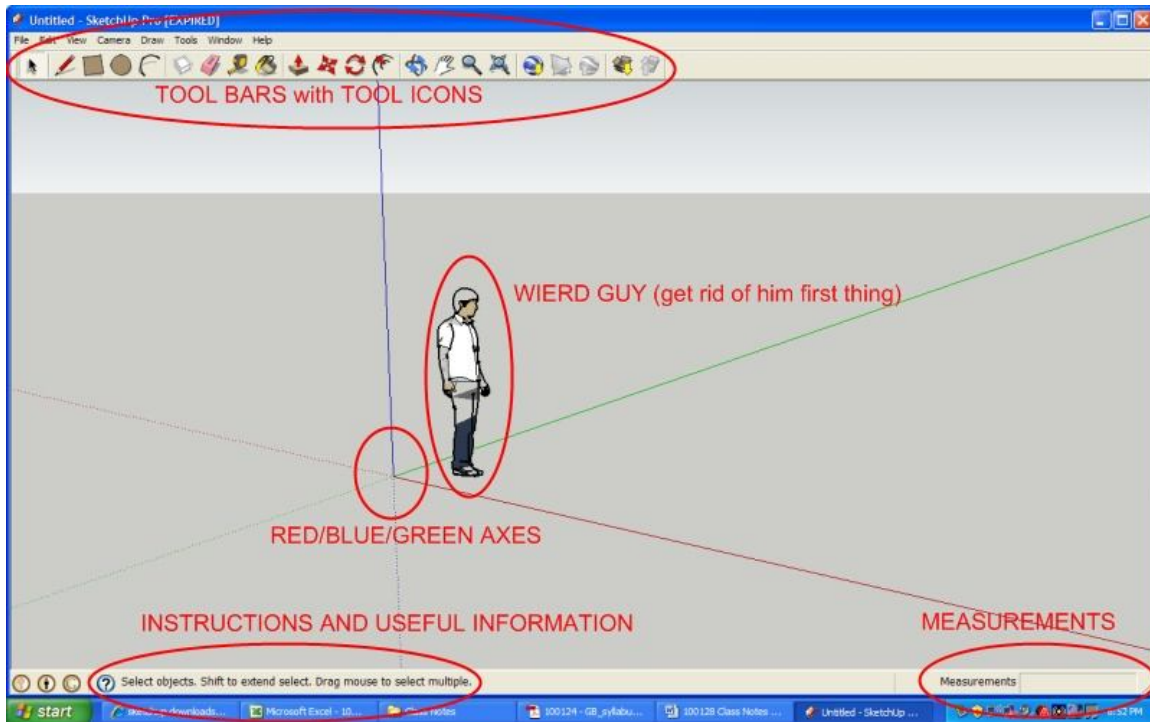 Untitled - SketchUp Pro [EXPIRED]
File Edit View Camera Draw Tools Window Help
TOOL BARS with TOOL ICONS
WIERD GUY (get rid of him first thing)
RED/BLUE/GREEN AXES
INSTRUCTIONS AND USEFUL INFORMATION
MEASUREMENTS
Select objects. Shift to extend select. Drag mouse to select multiple.
Measurements
start
sketchup downloads...
Microsoft Excel - 10...
Class Notes
100124 - GB_syllabu...
100128 Class Notes ...
Untitled - SketchUp ...
PM